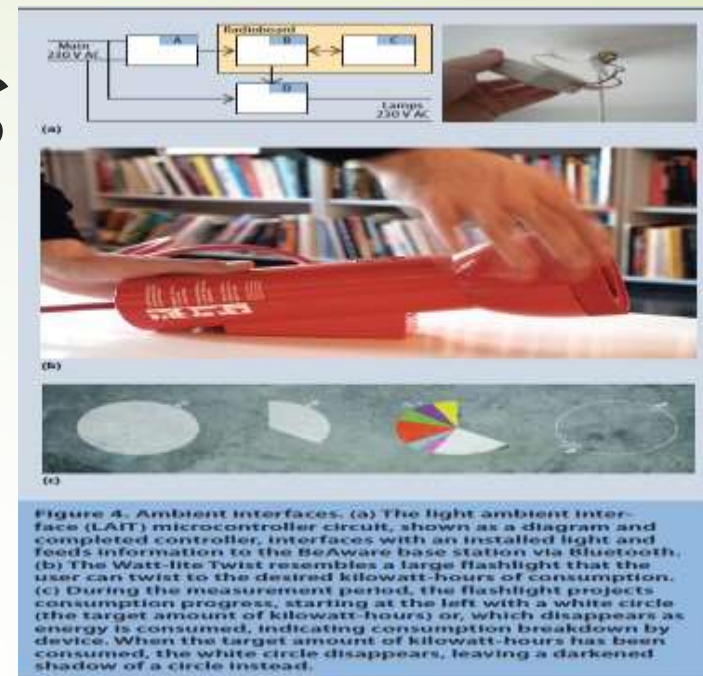 Radioboard
A
B
C
Main
230 V AC
D
Lamps
230 V AC
(a)
(b)
(c)
Figure 4. Ambient Interfaces. (a) The light ambient inter-
face (LAIT) microcontroller circuit, shown as a diagram and
completed controller, interfaces with an installed light and
feeds information to the BeAware base station via Bluetooth.
(b) The Watt-lite Twist resembles a large flashlight that the
user can twist to the desired kilowatt-hours of consumption.
(c) During the measurement period, the flashlight projects
consumption progress, starting at the left with a white circle
(the target amount of kilowatt-hours) or, which disappears as
energy is consumed, indicating consumption breakdown by
device. When the target amount of kilowatt-hours has been
consumed, the white circle disappears, leaving a darkened
shadow of a circle instead.